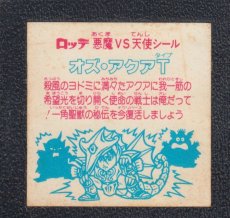 あくま てんし
ロッテ 悪魔VS天使シール
オズ・アクアT
タイプ
殺風のヨドミに満々たアクアに我一筋の
希望光を切り開く使命の戦士は俺だって
!一角聖獣の秘伝を今復活しましょう